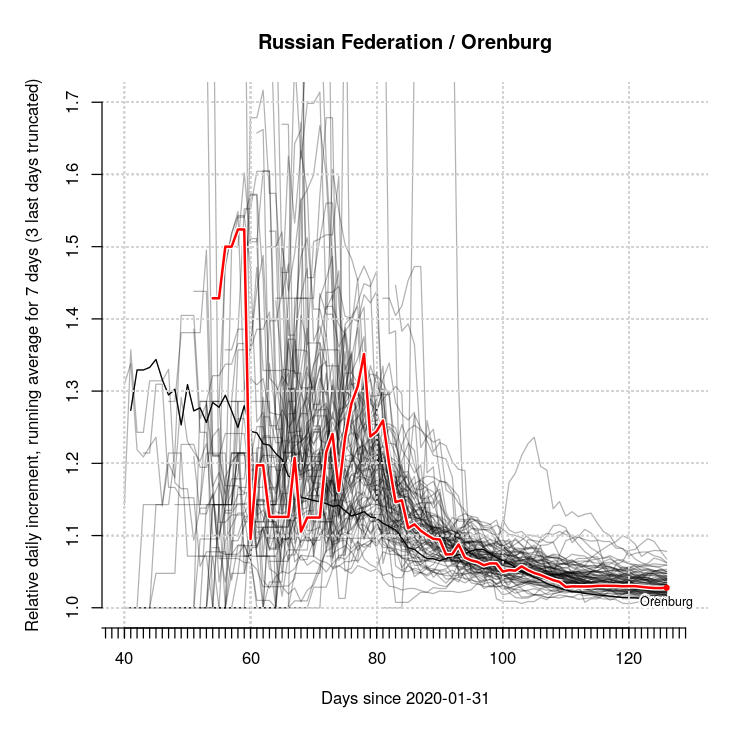 Russian Federation / Orenburg
Relative daily increment, running average for 7 days (3 last days truncated)
1.7
1.6
1.5
1.4
1.3
1.2
1.1
1.0
Orenburg
40 60 80 100 120
Days since 2020-01-31